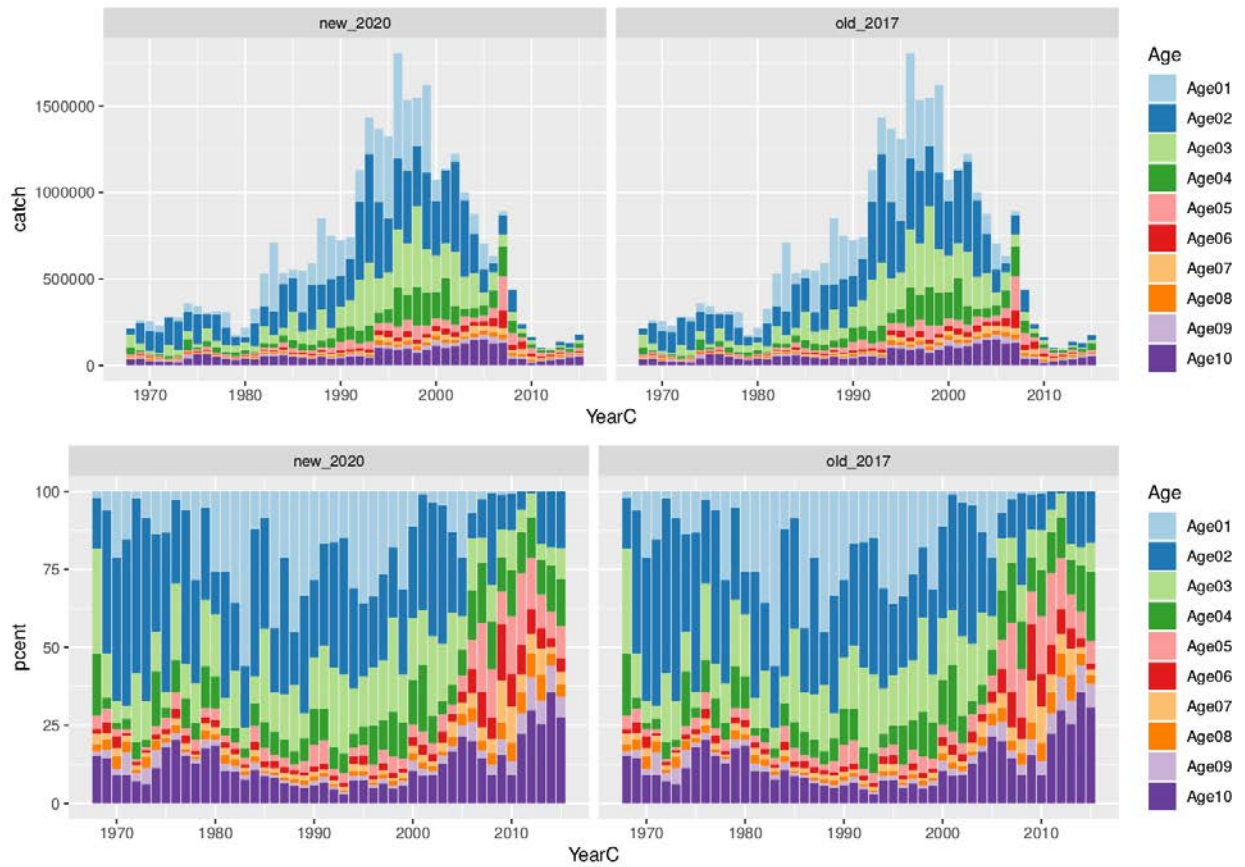 new_2020
old_2017
Age
Age01
Age02
Age03
Age04
Age05
Age06
Age07
Age08
Age09
Age10
catch
1500000
1000000
500000
0
1970
1980
1990
2000
2010
1970
1980
1990
2000
2010
YearC
new_2020
old_2017
Age
Age01
Age02
Age03
Age04
Age05
Age06
Age07
Age08
Age09
Age10
pcent
100
75
50
25
0
1970
1980
1990
2000
2010
1970
1980
1990
2000
2010
YearC